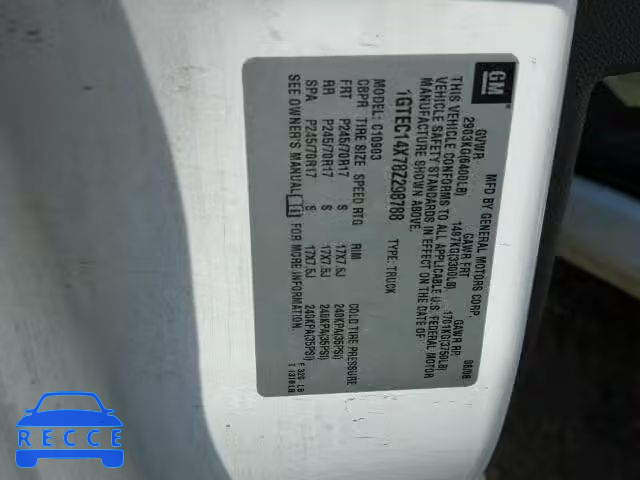 GM
MFD BY GENERAL MOTORS CORP. 06/08
GVWR GAWR FRT GAWR RR
2903KG(6400LB) 1497KG(3300LB) 1701KG(3750LB)
THIS VEHICLE CONFORMS TO ALL APPLICABLE U.S. FEDERAL MOTOR
VEHICLE SAFETY STANDARDS IN EFFECT ON THE DATE OF
MANUFACTURE SHOWN ABOVE.
1GTEC14X78Z298788 TYPE: TRUCK
MODEL: C10903
CBPR TIRE SIZE SPEED RTG RIM COLD TIRE PRESSURE
FRT P245/70R17 S 17X7.5J 240KPA(35PSI)
RR P245/70R17 S 17X7.5J 240KPA(35PSI)
SPA P245/70R17 S 17X7.5J 240KPA(35PSI)
SEE OWNER'S MANUAL FOR MORE INFORMATION.
RECCE